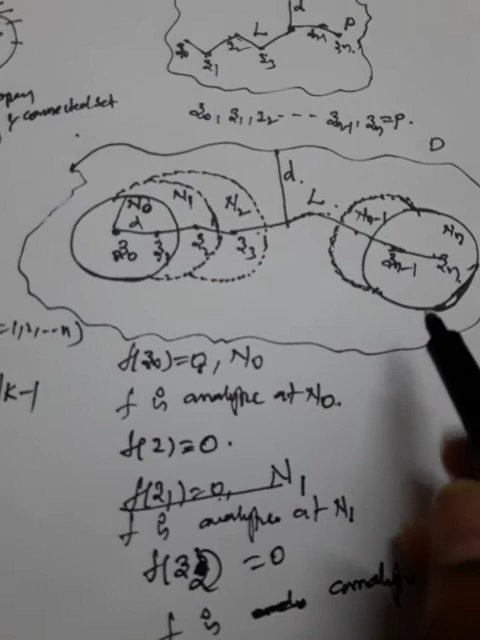 d
L
P
z₀ z₁ z₂ z₃ zₙ₋₁ zₙ
open
& connected set
z₀, z₁, z₂ ---- zₙ₋₁, zₙ = P.
D
d.
N₀ N₁ N₂ L. Nₙ₋₁ Nₙ
d
z₀ z₁ z₂ z₃ zₙ₋₁ zₙ
=1,2,...n)
f(z₀)=0, N₀
k-1
f is analytic at N₀.
f(z)=0.
f(z₁)=0, N₁
f is analytic at N₁
f(z₂) = 0
f is analytic